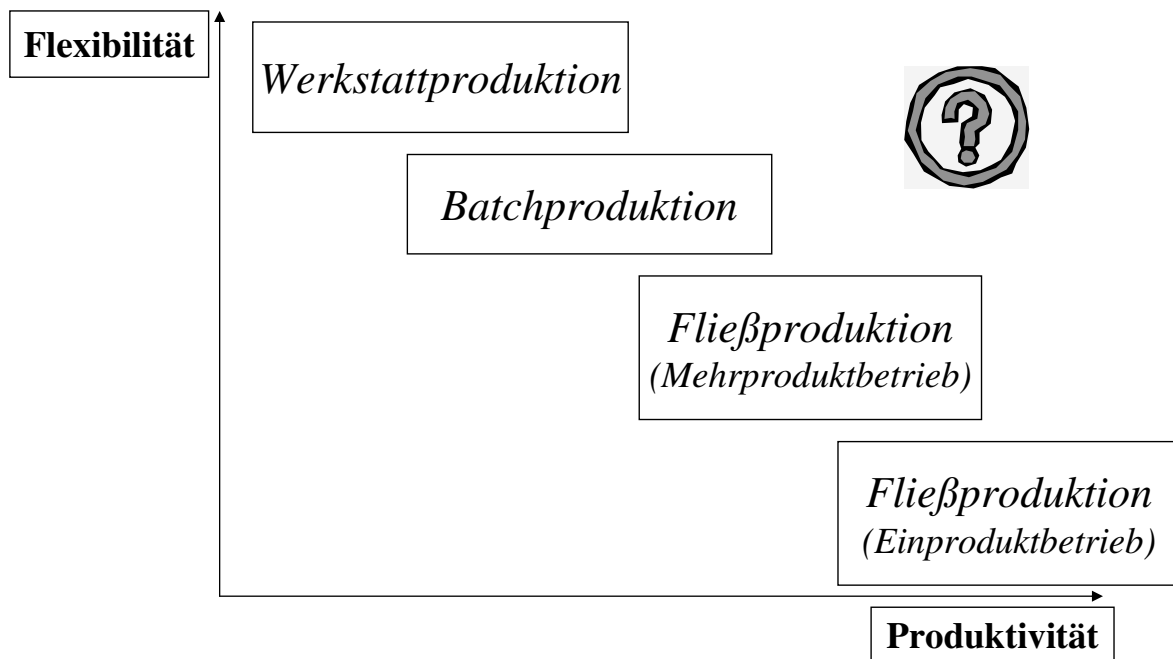 Flexibilität
Werkstattproduktion
?
Batchproduktion
Fließproduktion
(Mehrproduktbetrieb)
Fließproduktion
(Einproduktbetrieb)
Produktivität